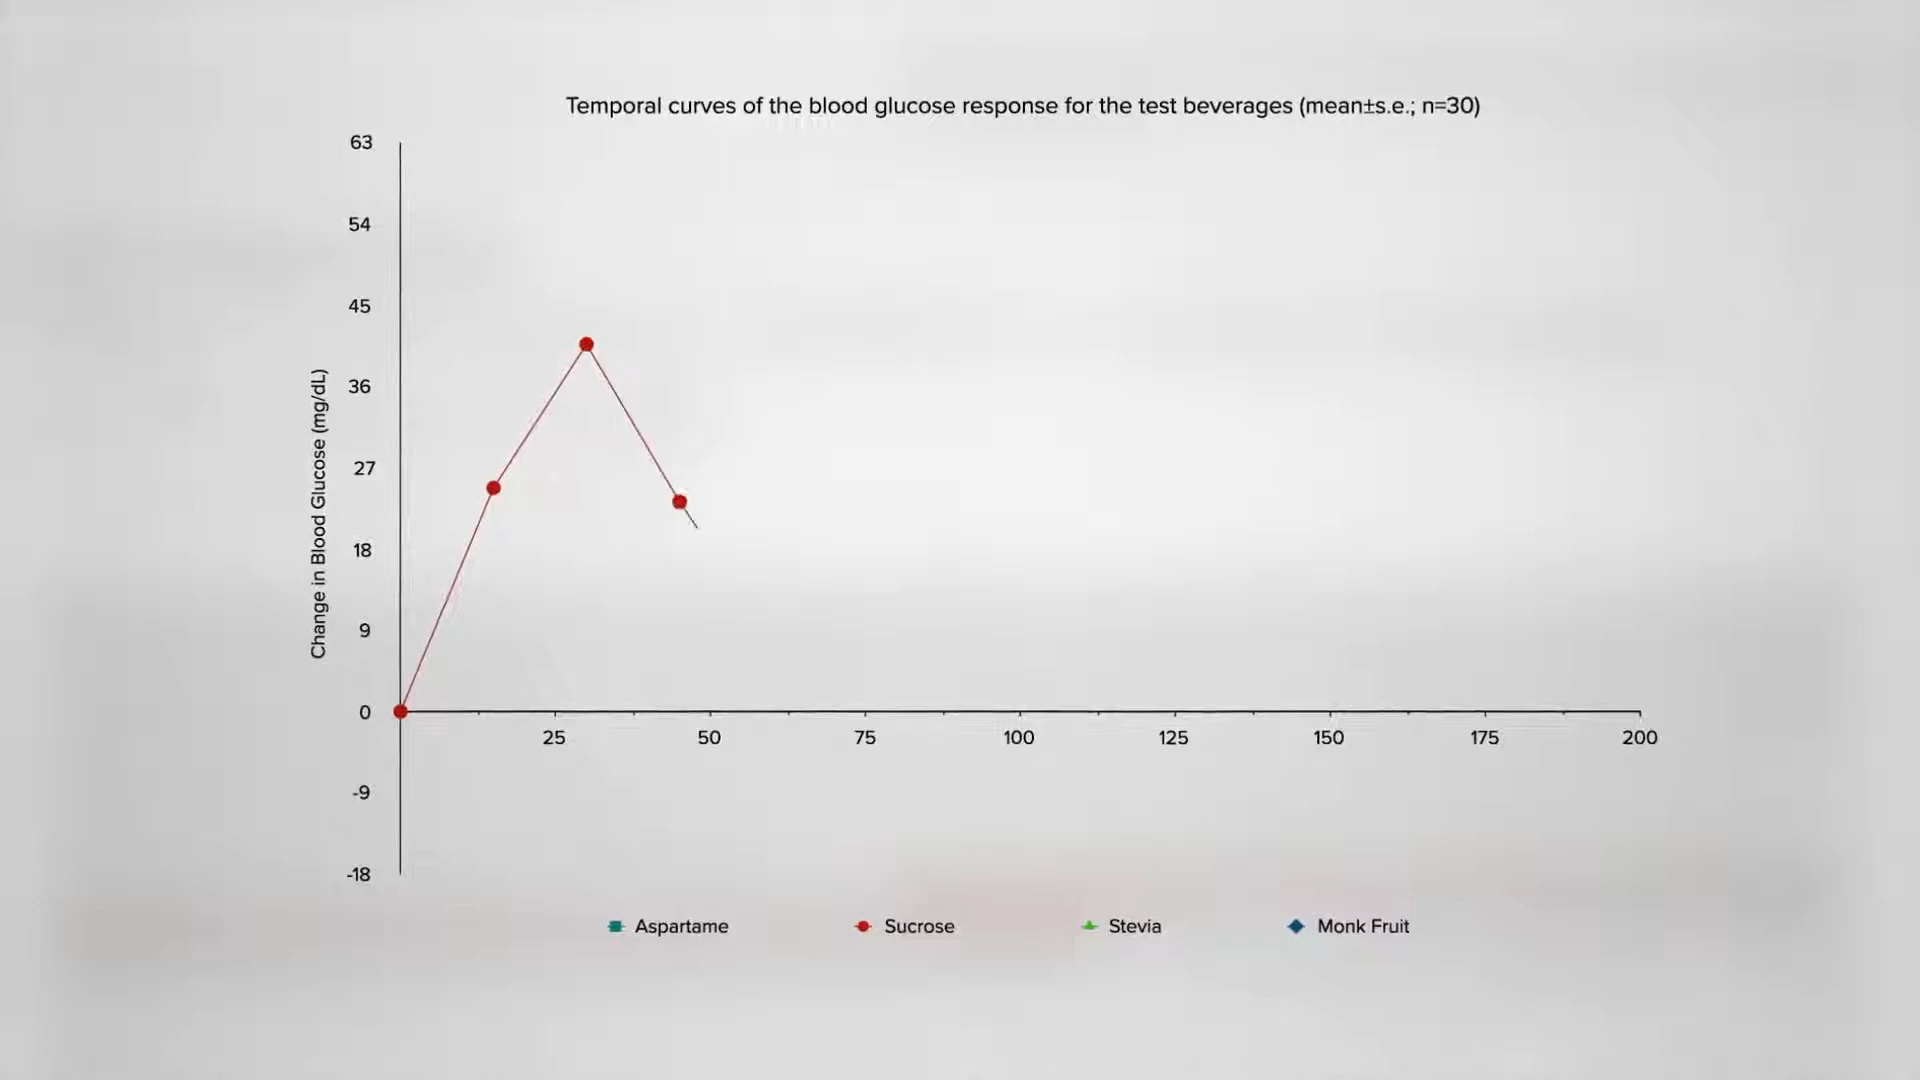 Temporal curves of the blood glucose response for the test beverages (mean±s.e.; n=30)
63
54
45
36
27
18
9
0
-9
-18
Change in Blood Glucose (mg/dL)
25 50 75 100 125 150 175 200
Aspartame Sucrose Stevia Monk Fruit